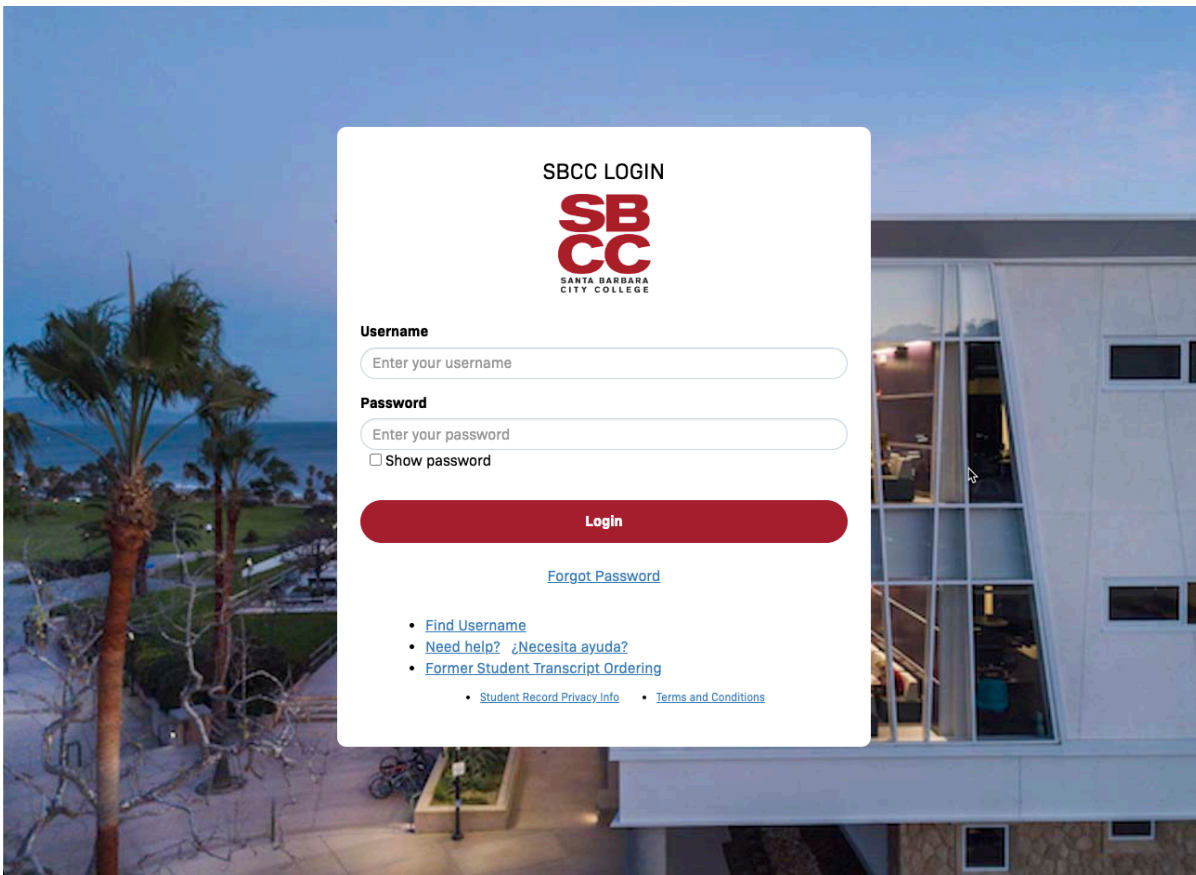 SBCC LOGIN
SB
CC
SANTA BARBARA
CITY COLLEGE
Username
Enter your username
Password
Enter your password
Show password
Login
Forgot Password
Find Username
Need help? ¿Necesita ayuda?
Former Student Transcript Ordering
Student Record Privacy Info Terms and Conditions